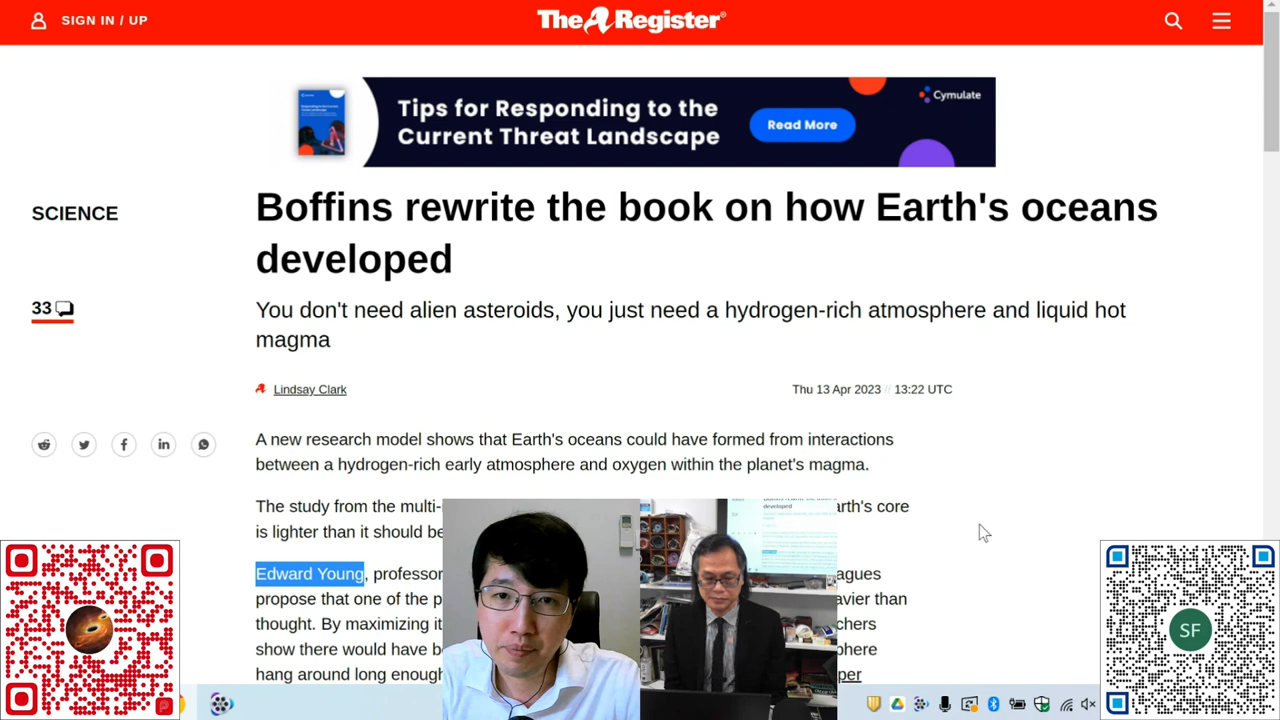 SIGN IN / UP
The Register®
Tips for Responding to the
Current Threat Landscape
Read More
Cymulate
SCIENCE
Boffins rewrite the book on how Earth's oceans
developed
33
You don't need alien asteroids, you just need a hydrogen-rich atmosphere and liquid hot
magma
Lindsay Clark
Thu 13 Apr 2023 // 13:22 UTC
A new research model shows that Earth's oceans could have formed from interactions
between a hydrogen-rich early atmosphere and oxygen within the planet's magma.
The study from the multi- arth's core
is lighter than it should be
Edward Young, professor agues
propose that one of the p avier than
thought. By maximizing it chers
show there would have b phere
hang around long enough per
SF